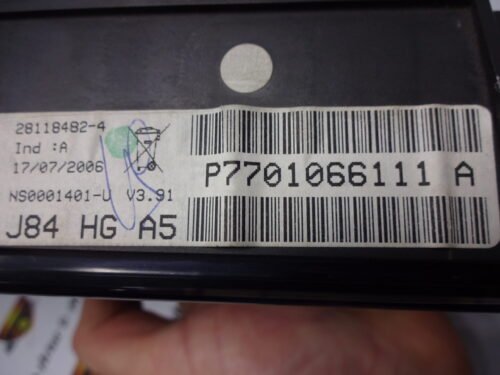 28118482-4
Ind :A
17/07/2006
NS0001401-U V3.91
J84 HG A5
P7701066111 A